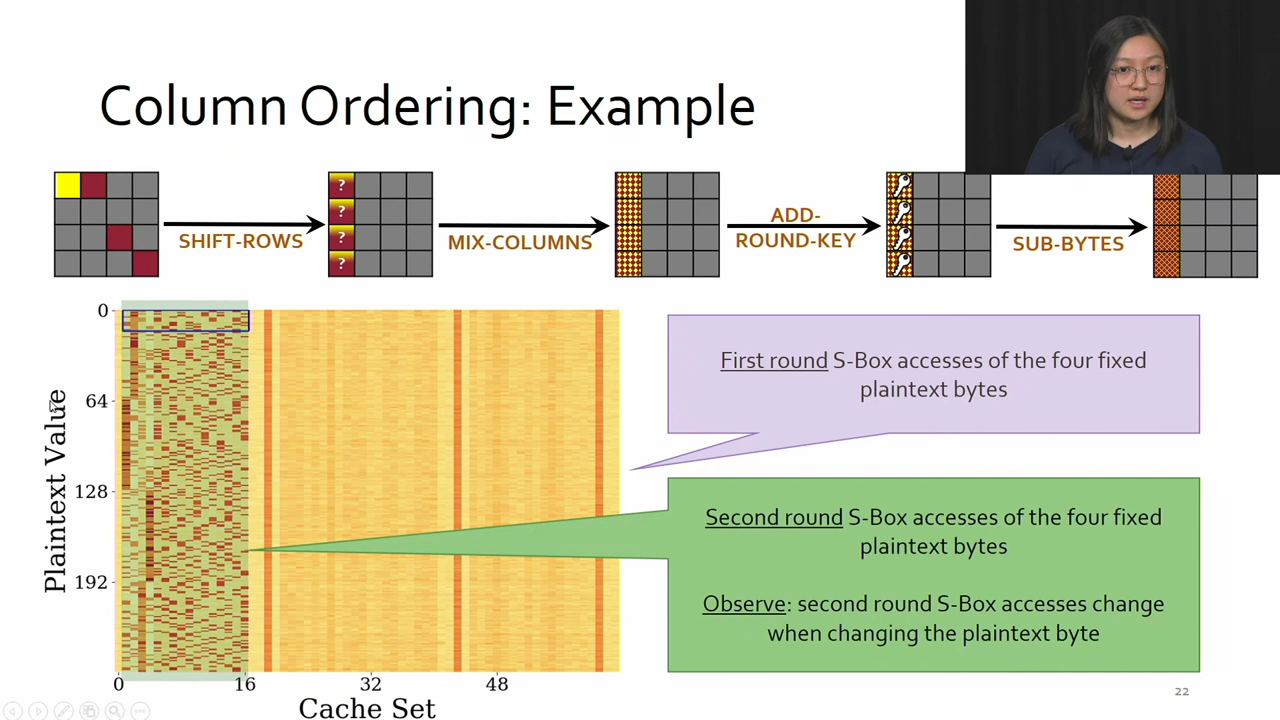 Column Ordering: Example
? ? ? ?
SHIFT-ROWS
MIX-COLUMNS
ADD-
ROUND-KEY
SUB-BYTES
0
64
128
192
Plaintext Value
0 16 32 48
Cache Set
First round S-Box accesses of the four fixed
plaintext bytes
Second round S-Box accesses of the four fixed
plaintext bytes
Observe: second round S-Box accesses change
when changing the plaintext byte
22